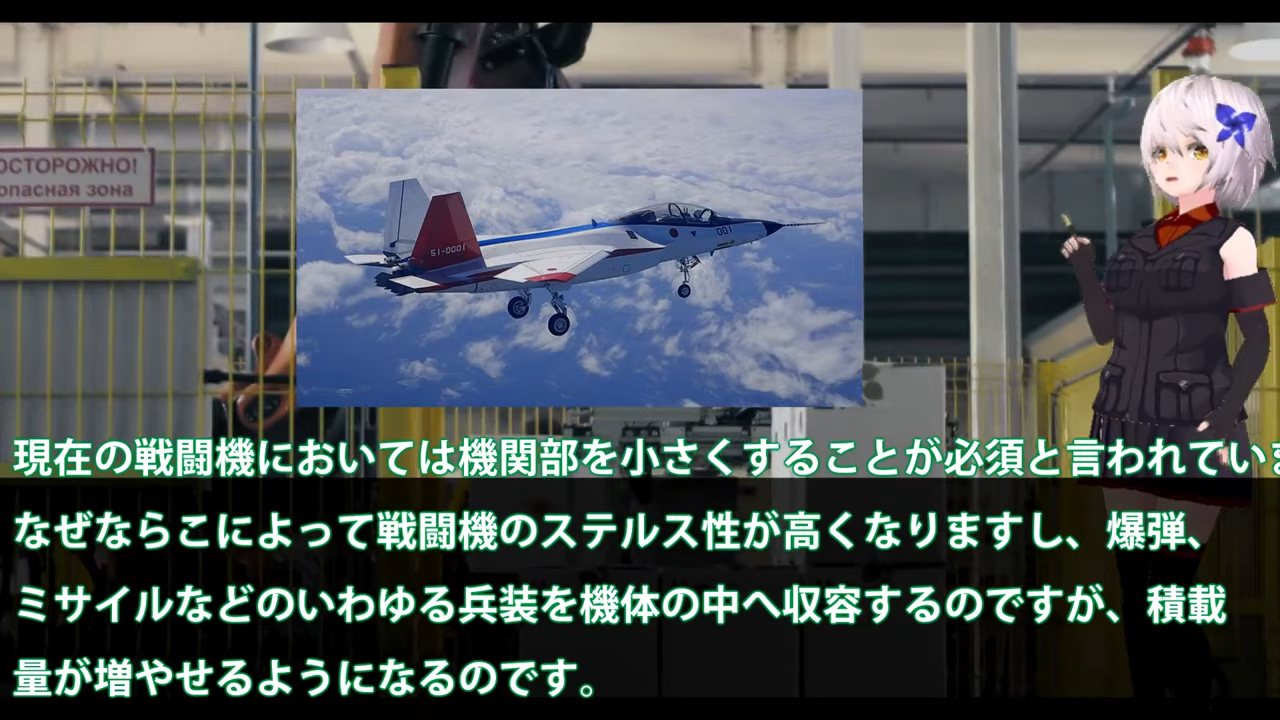 ОСТОРОЖНО!
опасная зона
51-0001
001
現在の戦闘機においては機関部を小さくすることが必須と言われていま
なぜならこによって戦闘機のステルス性が高くなりますし、爆弾、
ミサイルなどのいわゆる兵装を機体の中へ収容するのですが、積載
量が増やせるようになるのです。